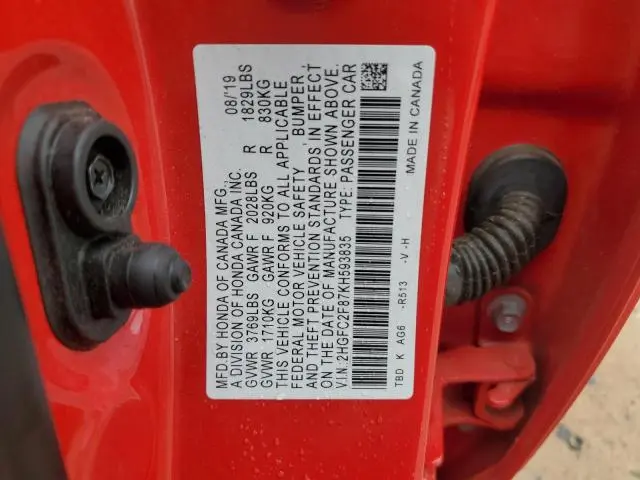 MFD.BY HONDA OF CANADA MFG. 08/'19
A DIVISION OF HONDA CANADA INC.
GVWR 3769LBS GAWR F 2028LBS R 1829LBS
GVWR 1710KG GAWR F 920KG R 830KG
THIS VEHICLE CONFORMS TO ALL APPLICABLE
FEDERAL MOTOR VEHICLE SAFETY BUMPER,
AND THEFT PREVENTION STANDARDS IN EFFECT
ON THE DATE OF MANUFACTURE SHOWN ABOVE.
V.I.N. 2HGFC2F87KH593835 TYPE: PASSENGER CAR
TBD K AG6 -R513 -V -H
MADE IN CANADA